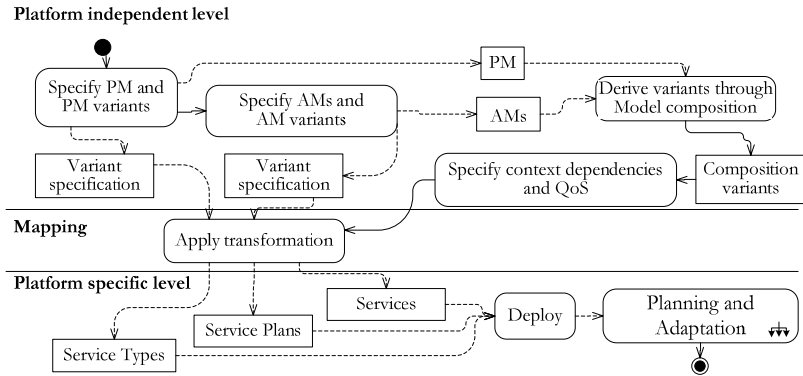 Platform independent level
Specify PM and
PM variants
PM
Specify AMs and
AM variants
AMs
Derive variants through
Model composition
Variant
specification
Variant
specification
Specify context dependencies
and QoS
Composition
variants
Mapping
Apply transformation
Platform specific level
Services
Service Plans
Service Types
Deploy
Planning and
Adaptation